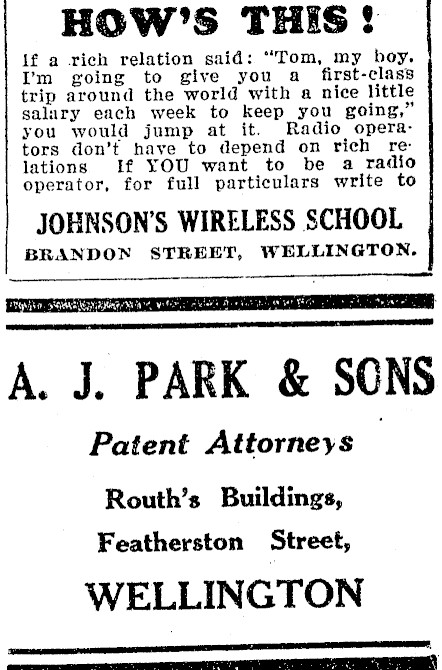 HOW'S THIS!
If a rich relation said: "Tom, my boy,
I'm going to give you a first-class
trip around the world with a nice little
salary each week to keep you going,"
you would jump at it. Radio opera-
tors don't have to depend on rich re-
lations If YOU want to be a radio
operator, for full particulars write to
JOHNSON'S WIRELESS SCHOOL
BRANDON STREET, WELLINGTON.
A. J. PARK & SONS
Patent Attorneys
Routh's Buildings,
Featherston Street,
WELLINGTON